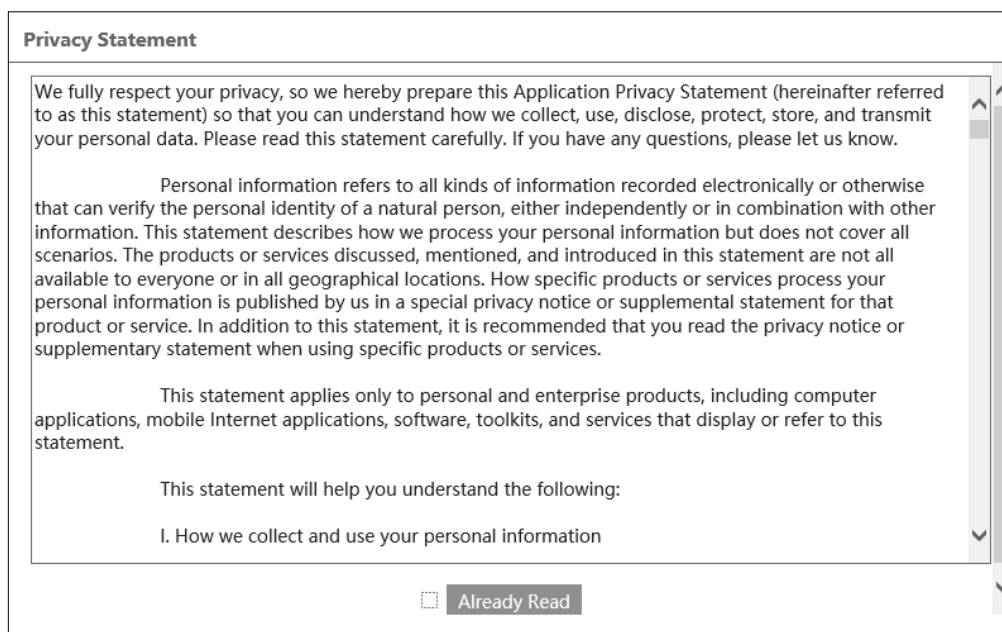 Privacy Statement
We fully respect your privacy, so we hereby prepare this Application Privacy Statement (hereinafter referred
to as this statement) so that you can understand how we collect, use, disclose, protect, store, and transmit
your personal data. Please read this statement carefully. If you have any questions, please let us know.
Personal information refers to all kinds of information recorded electronically or otherwise
that can verify the personal identity of a natural person, either independently or in combination with other
information. This statement describes how we process your personal information but does not cover all
scenarios. The products or services discussed, mentioned, and introduced in this statement are not all
available to everyone or in all geographical locations. How specific products or services process your
personal information is published by us in a special privacy notice or supplemental statement for that
product or service. In addition to this statement, it is recommended that you read the privacy notice or
supplementary statement when using specific products or services.
This statement applies only to personal and enterprise products, including computer
applications, mobile Internet applications, software, toolkits, and services that display or refer to this
statement.
This statement will help you understand the following:
I. How we collect and use your personal information
Already Read